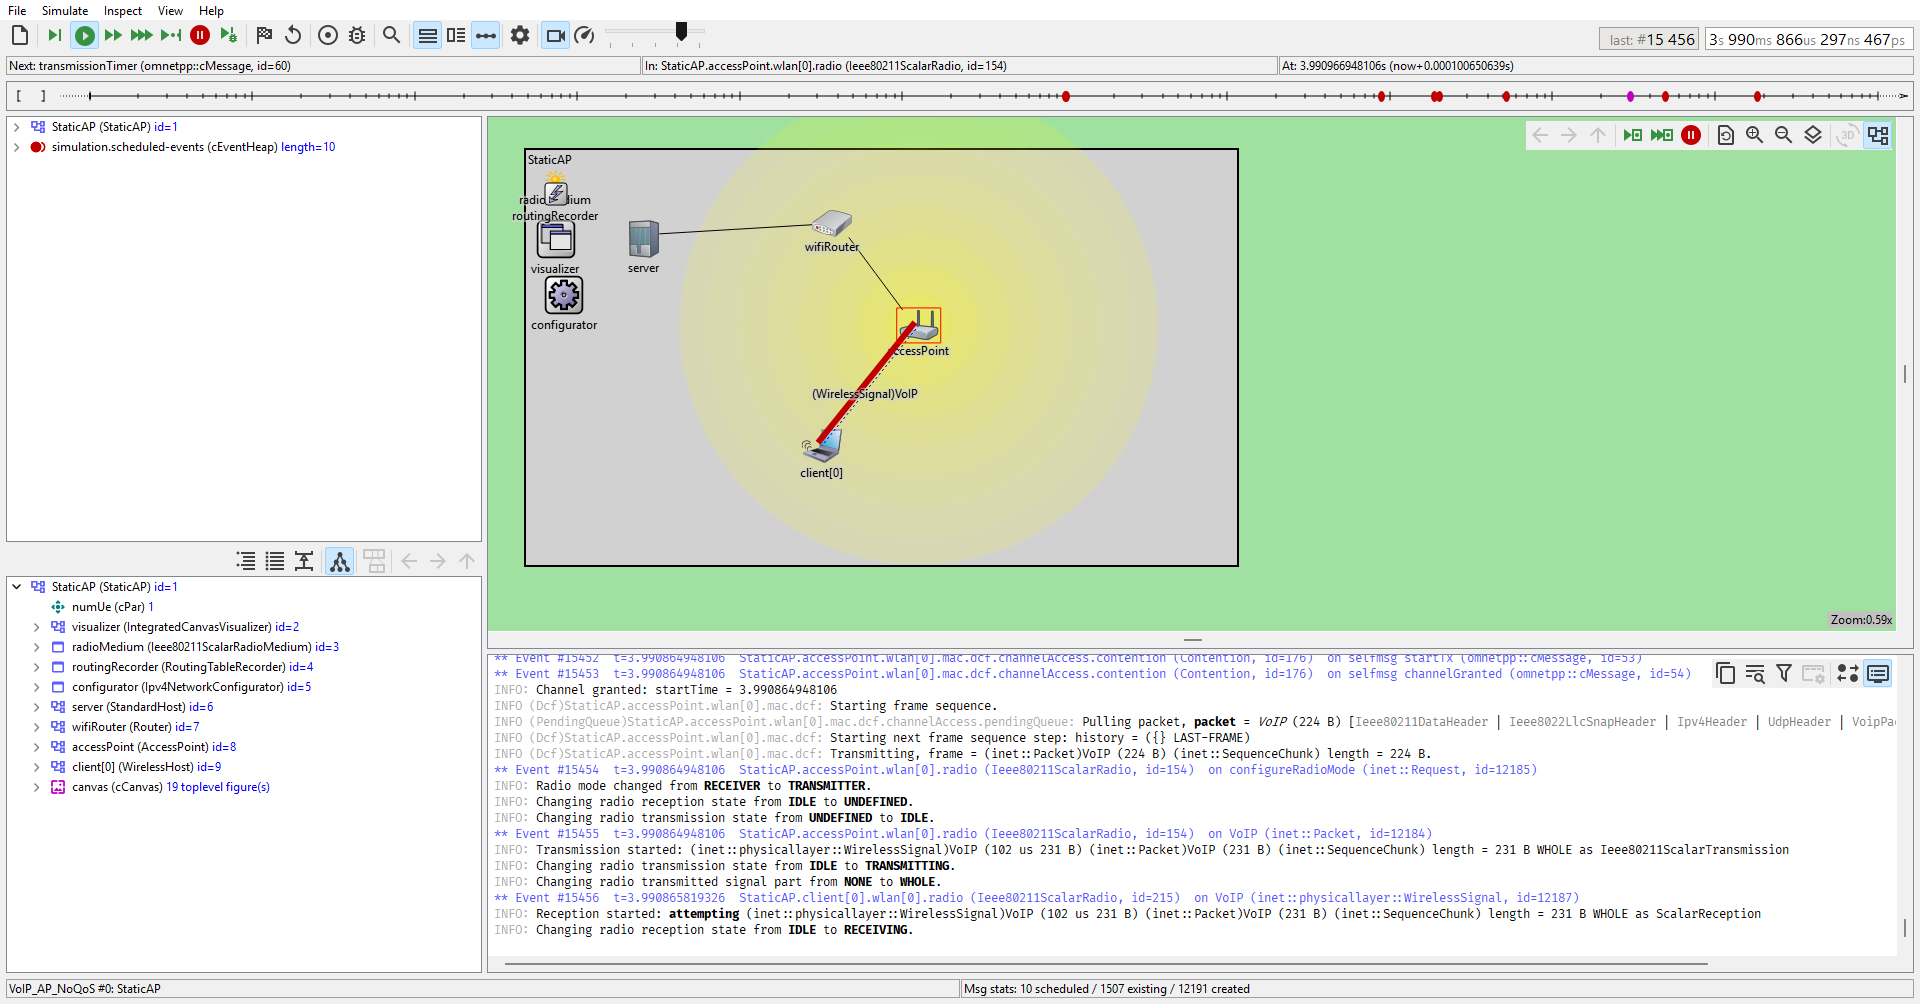 File Simulate Inspect View Help
last: #15 456
3s 990ms 866us 297ns 467ps
Next: transmissionTimer (omnetpp::cMessage, id=60)
In: StaticAP.accessPoint.wlan[0].radio (Ieee80211ScalarRadio, id=154)
At: 3.990966948106s (now+0.000100650639s)
[ ]
StaticAP (StaticAP) id=1
simulation.scheduled-events (cEventHeap) length=10
StaticAP (StaticAP) id=1
numUe (cPar) 1
visualizer (IntegratedCanvasVisualizer) id=2
radioMedium (Ieee80211ScalarRadioMedium) id=3
routingRecorder (RoutingTableRecorder) id=4
configurator (Ipv4NetworkConfigurator) id=5
server (StandardHost) id=6
wifiRouter (Router) id=7
accessPoint (AccessPoint) id=8
client[0] (WirelessHost) id=9
canvas (cCanvas) 19 toplevel figure(s)
StaticAP
routingRecorder
visualizer
configurator
server
wifiRouter
ccessPoint
(WirelessSignal)VoIP
client[0]
3D
Zoom:0.59x
** Event #15452 t=3.990864948106 StaticAP.accessPoint.wlan[0].mac.dcf.channelAccess.contention (Contention, id=176) on selfmsg startTx (omnetpp::cMessage, id=53)
** Event #15453 t=3.990864948106 StaticAP.accessPoint.wlan[0].mac.dcf.channelAccess.contention (Contention, id=176) on selfmsg channelGranted (omnetpp::cMessage, id=54)
INFO: Channel granted: startTime = 3.990864948106
INFO (Dcf)StaticAP.accessPoint.wlan[0].mac.dcf: Starting frame sequence.
INFO (PendingQueue)StaticAP.accessPoint.wlan[0].mac.dcf.channelAccess.pendingQueue: Pulling packet, packet = VoIP (224 B) [Ieee80211DataHeader | Ieee8022LlcSnapHeader | Ipv4Header | UdpHeader | VoipPa
INFO (Dcf)StaticAP.accessPoint.wlan[0].mac.dcf: Starting next frame sequence step: history = ({} LAST-FRAME)
INFO (Dcf)StaticAP.accessPoint.wlan[0].mac.dcf: Transmitting, frame = (inet::Packet)VoIP (224 B) (inet::SequenceChunk) length = 224 B.
** Event #15454 t=3.990864948106 StaticAP.accessPoint.wlan[0].radio (Ieee80211ScalarRadio, id=154) on configureRadioMode (inet::Request, id=12185)
INFO: Radio mode changed from RECEIVER to TRANSMITTER.
INFO: Changing radio reception state from IDLE to UNDEFINED.
INFO: Changing radio transmission state from UNDEFINED to IDLE.
** Event #15455 t=3.990864948106 StaticAP.accessPoint.wlan[0].radio (Ieee80211ScalarRadio, id=154) on VoIP (inet::Packet, id=12184)
INFO: Transmission started: (inet::physicallayer::WirelessSignal)VoIP (102 us 231 B) (inet::Packet)VoIP (231 B) (inet::SequenceChunk) length = 231 B WHOLE as Ieee80211ScalarTransmission
INFO: Changing radio transmission state from IDLE to TRANSMITTING.
INFO: Changing radio transmitted signal part from NONE to WHOLE.
** Event #15456 t=3.990865819326 StaticAP.client[0].wlan[0].radio (Ieee80211ScalarRadio, id=215) on VoIP (inet::physicallayer::WirelessSignal, id=12187)
INFO: Reception started: attempting (inet::physicallayer::WirelessSignal)VoIP (102 us 231 B) (inet::Packet)VoIP (231 B) (inet::SequenceChunk) length = 231 B WHOLE as ScalarReception
INFO: Changing radio reception state from IDLE to RECEIVING.
VoIP_AP_NoQoS #0: StaticAP
Msg stats: 10 scheduled / 1507 existing / 12191 created